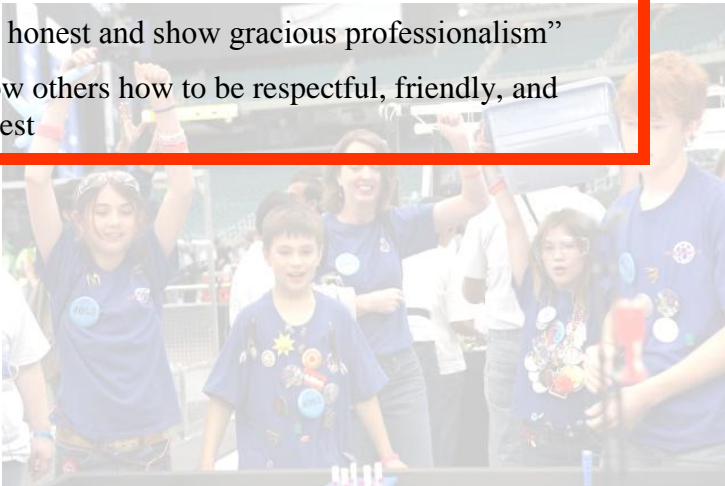 honest and show gracious professionalism”
w others how to be respectful, friendly, and
est